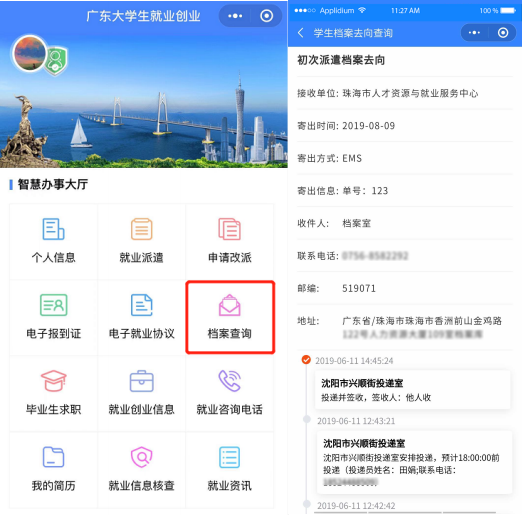 广东大学生就业创业
智慧办事大厅
个人信息
就业派遣
申请改派
电子报到证
电子就业协议
档案查询
毕业生求职
就业创业信息
就业咨询电话
我的简历
就业信息核查
就业资讯
Applidium
11:27 AM
100 %
学生档案去向查询
初次派遣档案去向
接收单位: 珠海市人才资源与就业服务中心
寄出时间: 2019-08-09
寄出方式: EMS
寄出信息: 单号：123
收件人: 档案室
联系电话:
邮编: 519071
地址: 广东省/珠海市珠海市香洲前山金鸡路
2019-06-11 14:45:24
沈阳市兴顺街投递室
投递并签收，签收人：他人收
2019-06-11 12:43:21
沈阳市兴顺街投递室
沈阳市兴顺街投递室安排投递，预计18:00:00前
投递（投递员姓名：田娟;联系电话：
2019-06-11 12:42:42